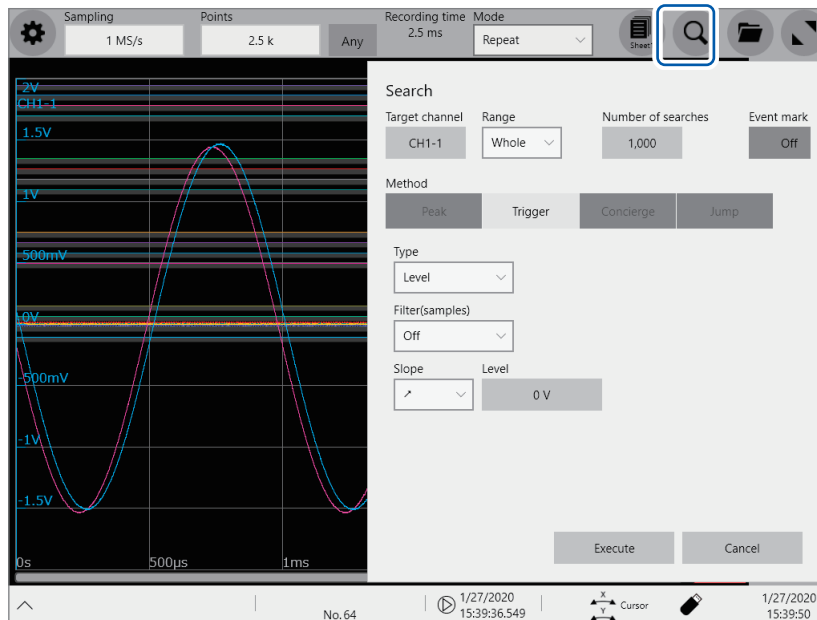 Sampling
Points
Recording time
Mode
1 MS/s
2.5 k
Any
2.5 ms
Repeat
Sheet
2V
CH1-1
1.5V
1V
500mV
0V
-500mV
-1V
-1.5V
0s
500µs
1ms
Search
Target channel
Range
Number of searches
Event mark
CH1-1
Whole
1,000
Off
Method
Peak
Trigger
Concierge
Jump
Type
Level
Filter(samples)
Off
Slope
Level
↗
0 V
Execute
Cancel
No. 64
1/27/2020
15:39:36.549
X
Y
Cursor
1/27/2020
15:39:50